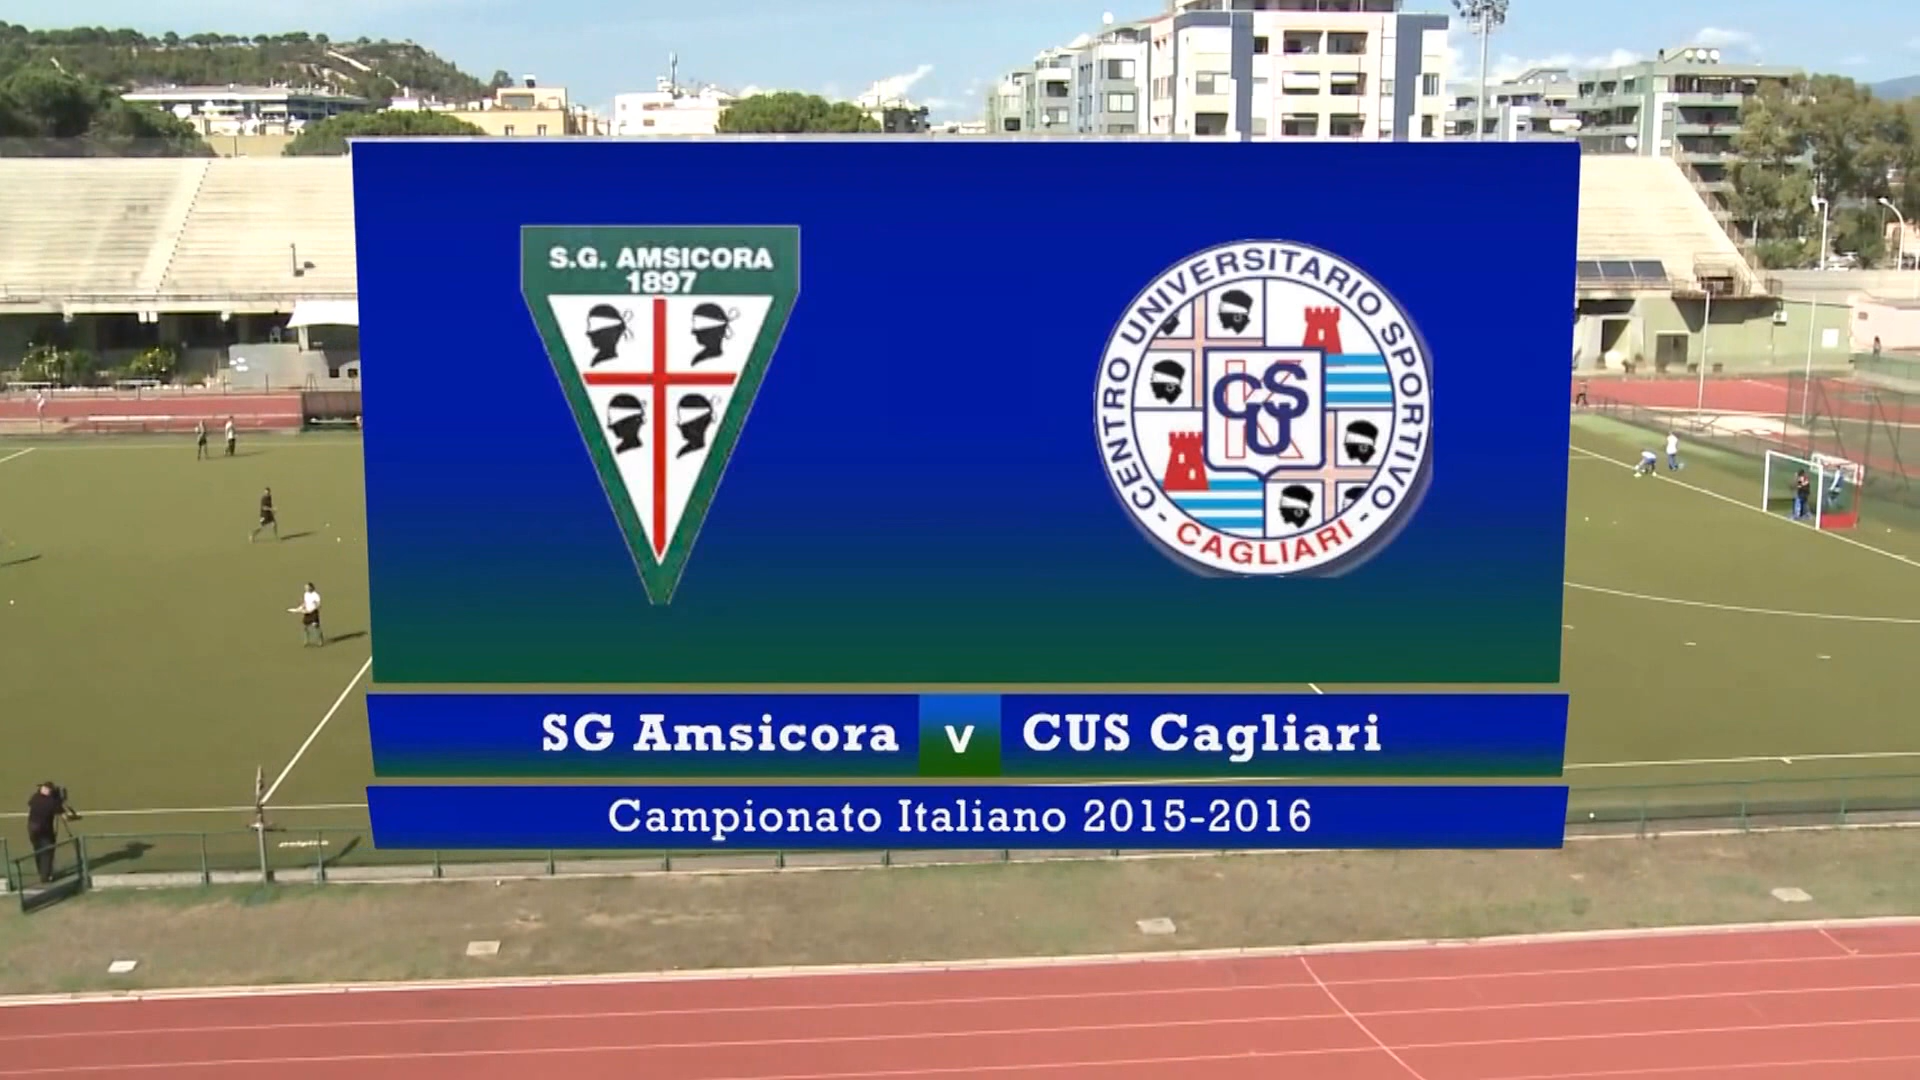 S.G. AMSICORA
1897
CENTRO UNIVERSITARIO SPORTIVO
- CAGLIARI -
CUS
K
SG Amsicora v CUS Cagliari
Campionato Italiano 2015-2016